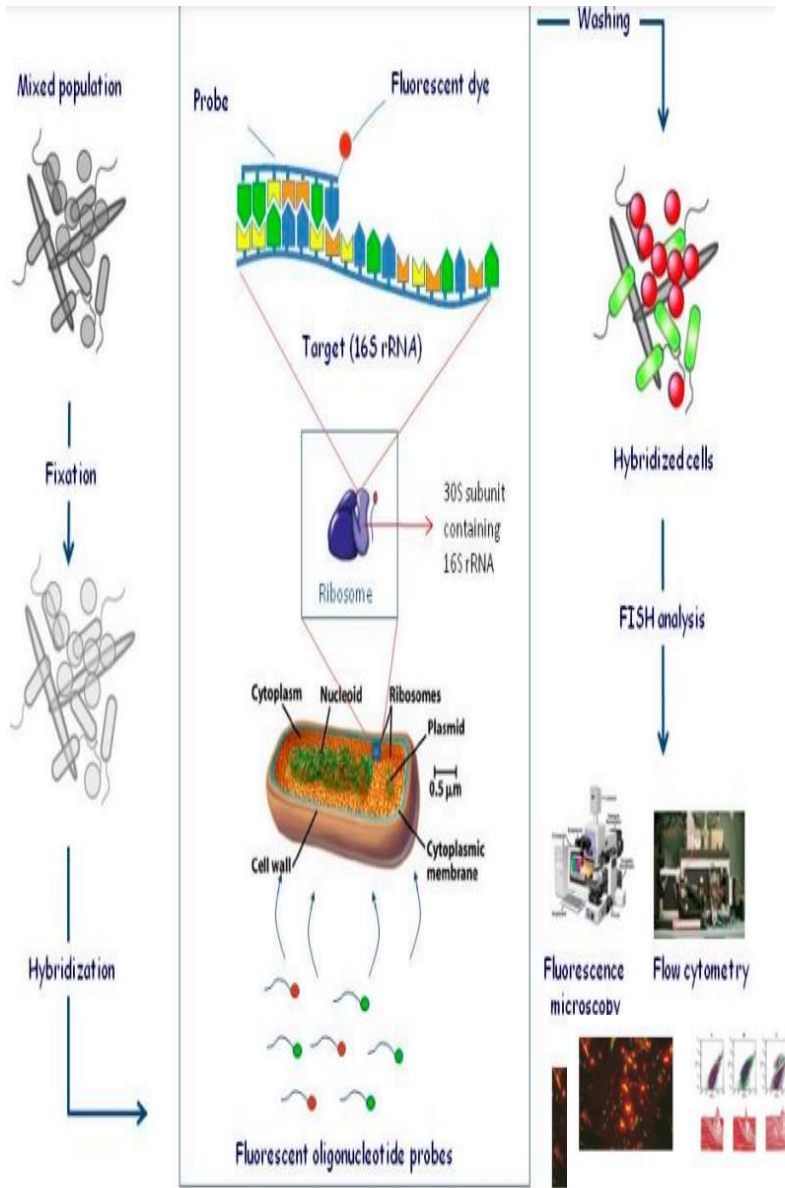 Mixed population
Fixation
Hybridization
Probe
Fluorescent dye
Target (16S rRNA)
30S subunit
containing
16S rRNA
Ribosome
Cytoplasm
Nucleoid
Ribosomes
Plasmid
0.5 μm
Cell wall
Cytoplasmic
membrane
Fluorescent oligonucleotide probes
Washing
Hybridized cells
FISH analysis
Fluorescence
microscopy
Flow cytometry